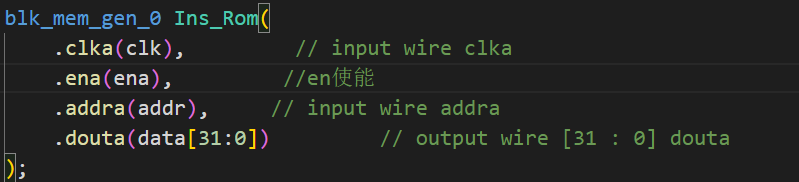 blk_mem_gen_0 Ins_Rom(
.clka(clk), // input wire clka
.ena(ena), //en使能
.addra(addr), // input wire addra
.douta(data[31:0]) // output wire [31 : 0] douta
);